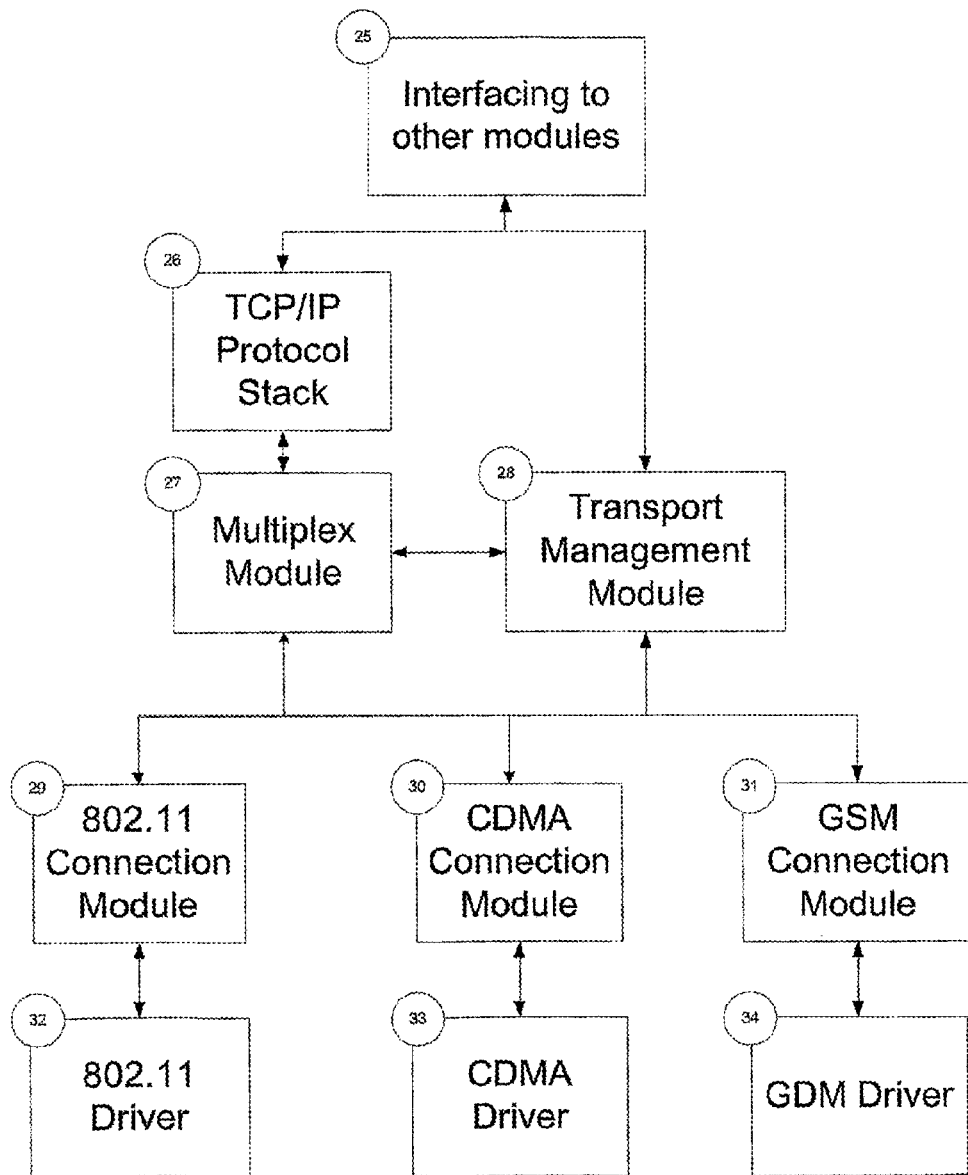 25
Interfacing to
other modules
26
TCP/IP
Protocol
Stack
27
Multiplex
Module
28
Transport
Management
Module
29
802.11
Connection
Module
30
CDMA
Connection
Module
31
GSM
Connection
Module
32
802.11
Driver
33
CDMA
Driver
34
GDM Driver